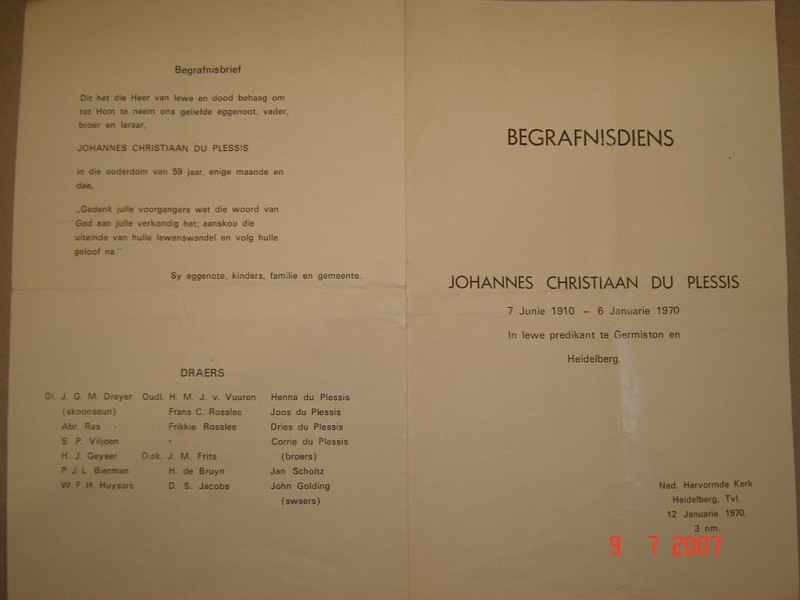 Begrafnisbrief
Dit het die Heer van lewe en dood behaag om
tot Hom te neem ons geliefde eggenoot, vader,
broer en leraar,
JOHANNES CHRISTIAAN DU PLESSIS
in die ouderdom van 59 jaar, enige maande en
dae.
„Gedenk julle voorgangers wat die woord van
God aan julle verkondig het; aanskou die
uiteinde van hulle lewenswandel en volg hulle
geloof na."
Sy eggenote, kinders, familie en gemeente.
DRAERS
Di. J. G. M. Dreyer Oudl. H. M. J. v. Vuuren Henna du Plessis
(skoonseun) Frans C. Rosslee Joos du Plessis
Abr. Ras Frikkie Rosslee Dries du Plessis
S. P. Viljoen " Corrie du Plessis
H. J. Geyser Diak. J. M. Frits (broers)
P. J. L. Bierman H. de Bruyn Jan Scholtz
W. F. H. Huysers D. S. Jacobs John Golding
(swaers)
BEGRAFNISDIENS
JOHANNES CHRISTIAAN DU PLESSIS
7 Junie 1910 – 6 Januarie 1970
In lewe predikant te Germiston en
Heidelberg.
Ned. Hervormde Kerk
Heidelberg, Tvl.
12 Januarie 1970.
3 nm.
9 7 2007